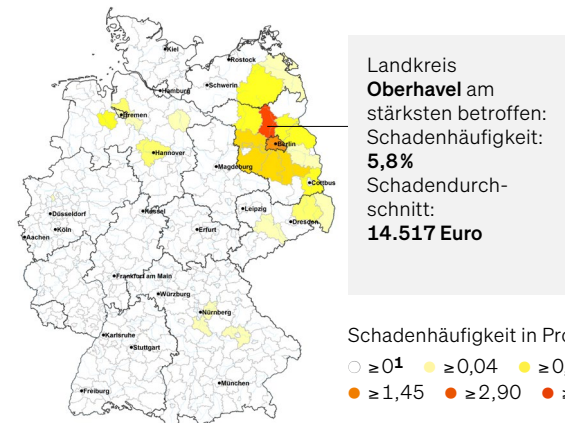 Kiel
Rostock
Hamburg
Schwerin
Bremen
Berlin
Hannover
Magdeburg
Cottbus
Düsseldorf
Kassel
Leipzig
Dresden
Köln
Erfurt
Aachen
Frankfurt am Main
Würzburg
Nürnberg
Karlsruhe
Stuttgart
München
Freiburg
Landkreis
Oberhavel am
stärksten betroffen:
Schadenhäufigkeit:
5,8%
Schadendurch-
schnitt:
14.517 Euro
Schadenhäufigkeit in Pro
≥0¹ ≥0,04 ≥0,
≥1,45 ≥2,90 ≥